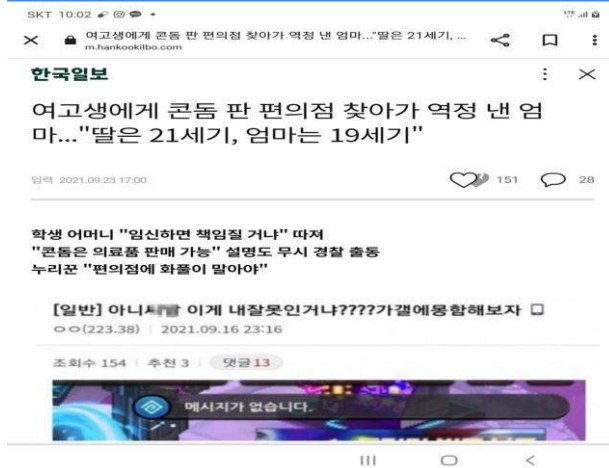 SKT 10:02
여고생에게 콘돔 판 편의점 찾아가 역정 낸 엄마..."딸은 21세기, ...
m.hankookilbo.com
한국일보
여고생에게 콘돔 판 편의점 찾아가 역정 낸 엄
마..."딸은 21세기, 엄마는 19세기"
입력 2021.09.23 17:00
151
28
학생 어머니 "임신하면 책임질 거냐" 따져
"콘돔은 의료품 판매 가능" 설명도 무시 경찰 출동
누리꾼 "편의점에 화풀이 말아야"
[일반] 아니 이게 내잘못인거냐????가갤에몽함해보자
ㅇㅇ(223.38) 2021.09.16 23:16
조회수 154 추천 3 댓글 13
메시지가 없습니다.